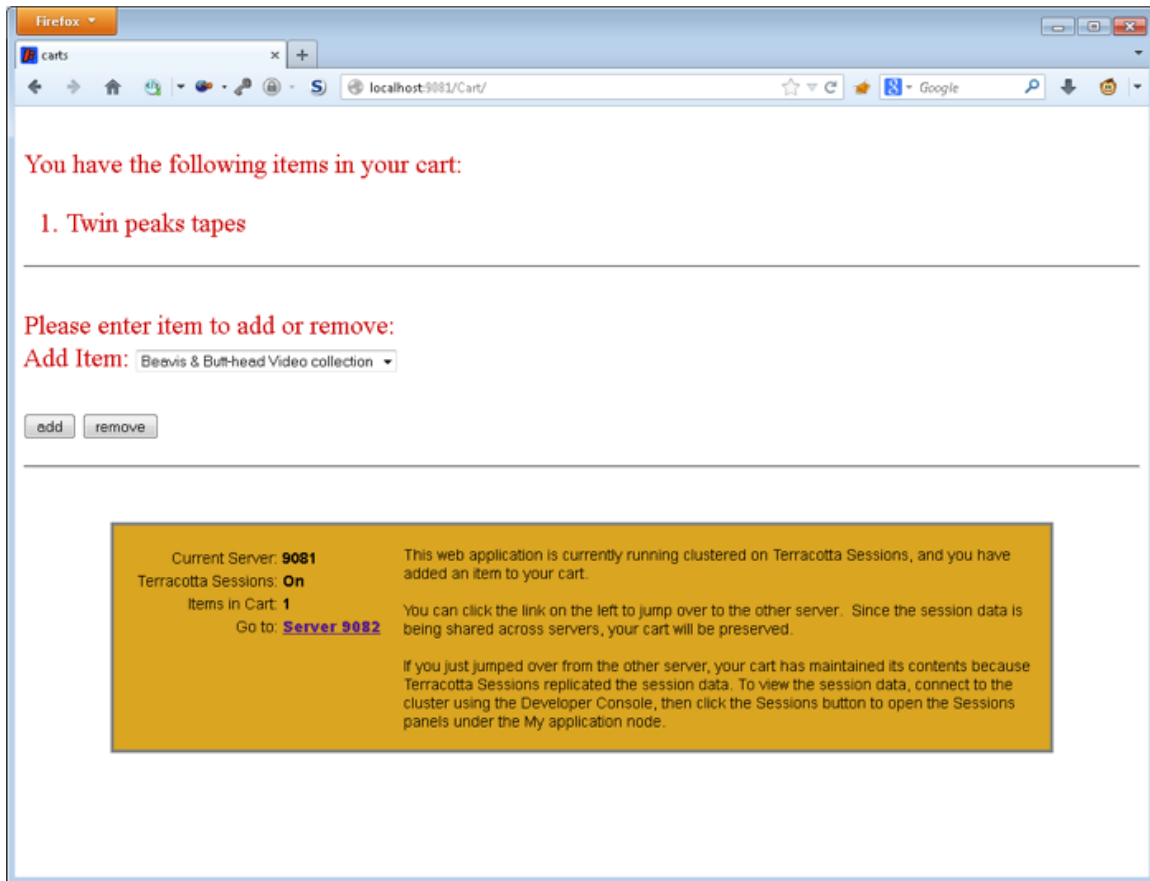 Firefox
carts
localhost:9081/Cart/
Google
You have the following items in your cart:
1. Twin peaks tapes
Please enter item to add or remove:
Add Item: Beavis & Butt-head Video collection
add remove
Current Server: 9081
Terracotta Sessions: On
Items in Cart: 1
Go to: Server 9082
This web application is currently running clustered on Terracotta Sessions, and you have
added an item to your cart.
You can click the link on the left to jump over to the other server. Since the session data is
being shared across servers, your cart will be preserved.
If you just jumped over from the other server, your cart has maintained its contents because
Terracotta Sessions replicated the session data. To view the session data, connect to the
cluster using the Developer Console, then click the Sessions button to open the Sessions
panels under the My application node.